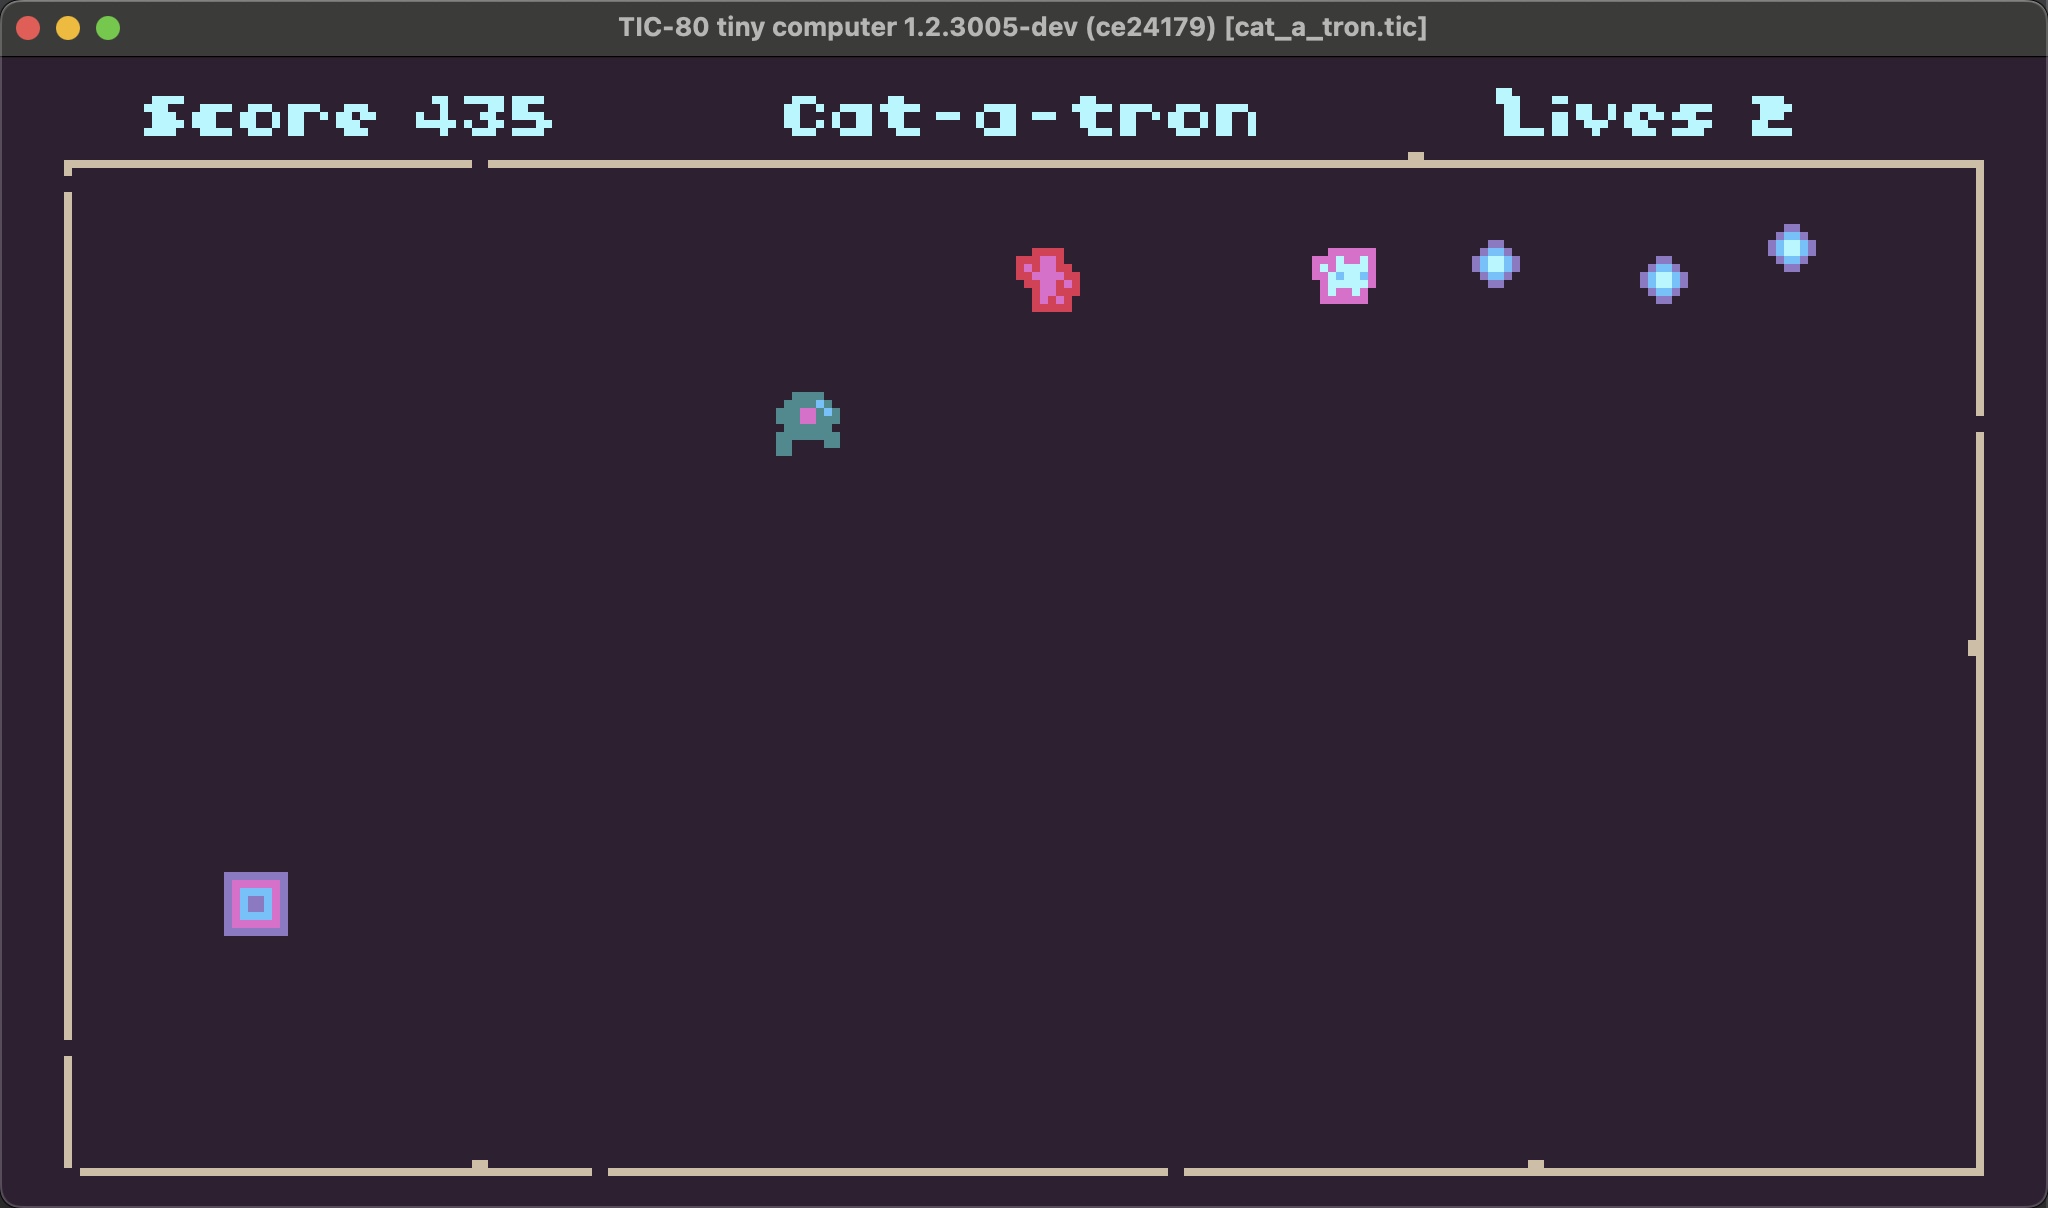 TIC-80 tiny computer 1.2.3005-dev (ce24179) [cat_a_tron.tic]
Score 435 Cat-a-tron Lives 2